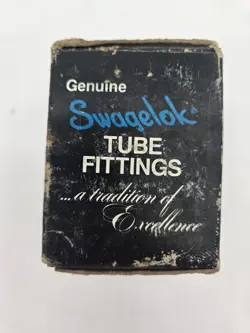 Genuine
Swagelok
TUBE
FITTINGS
...a tradition of
Excellence